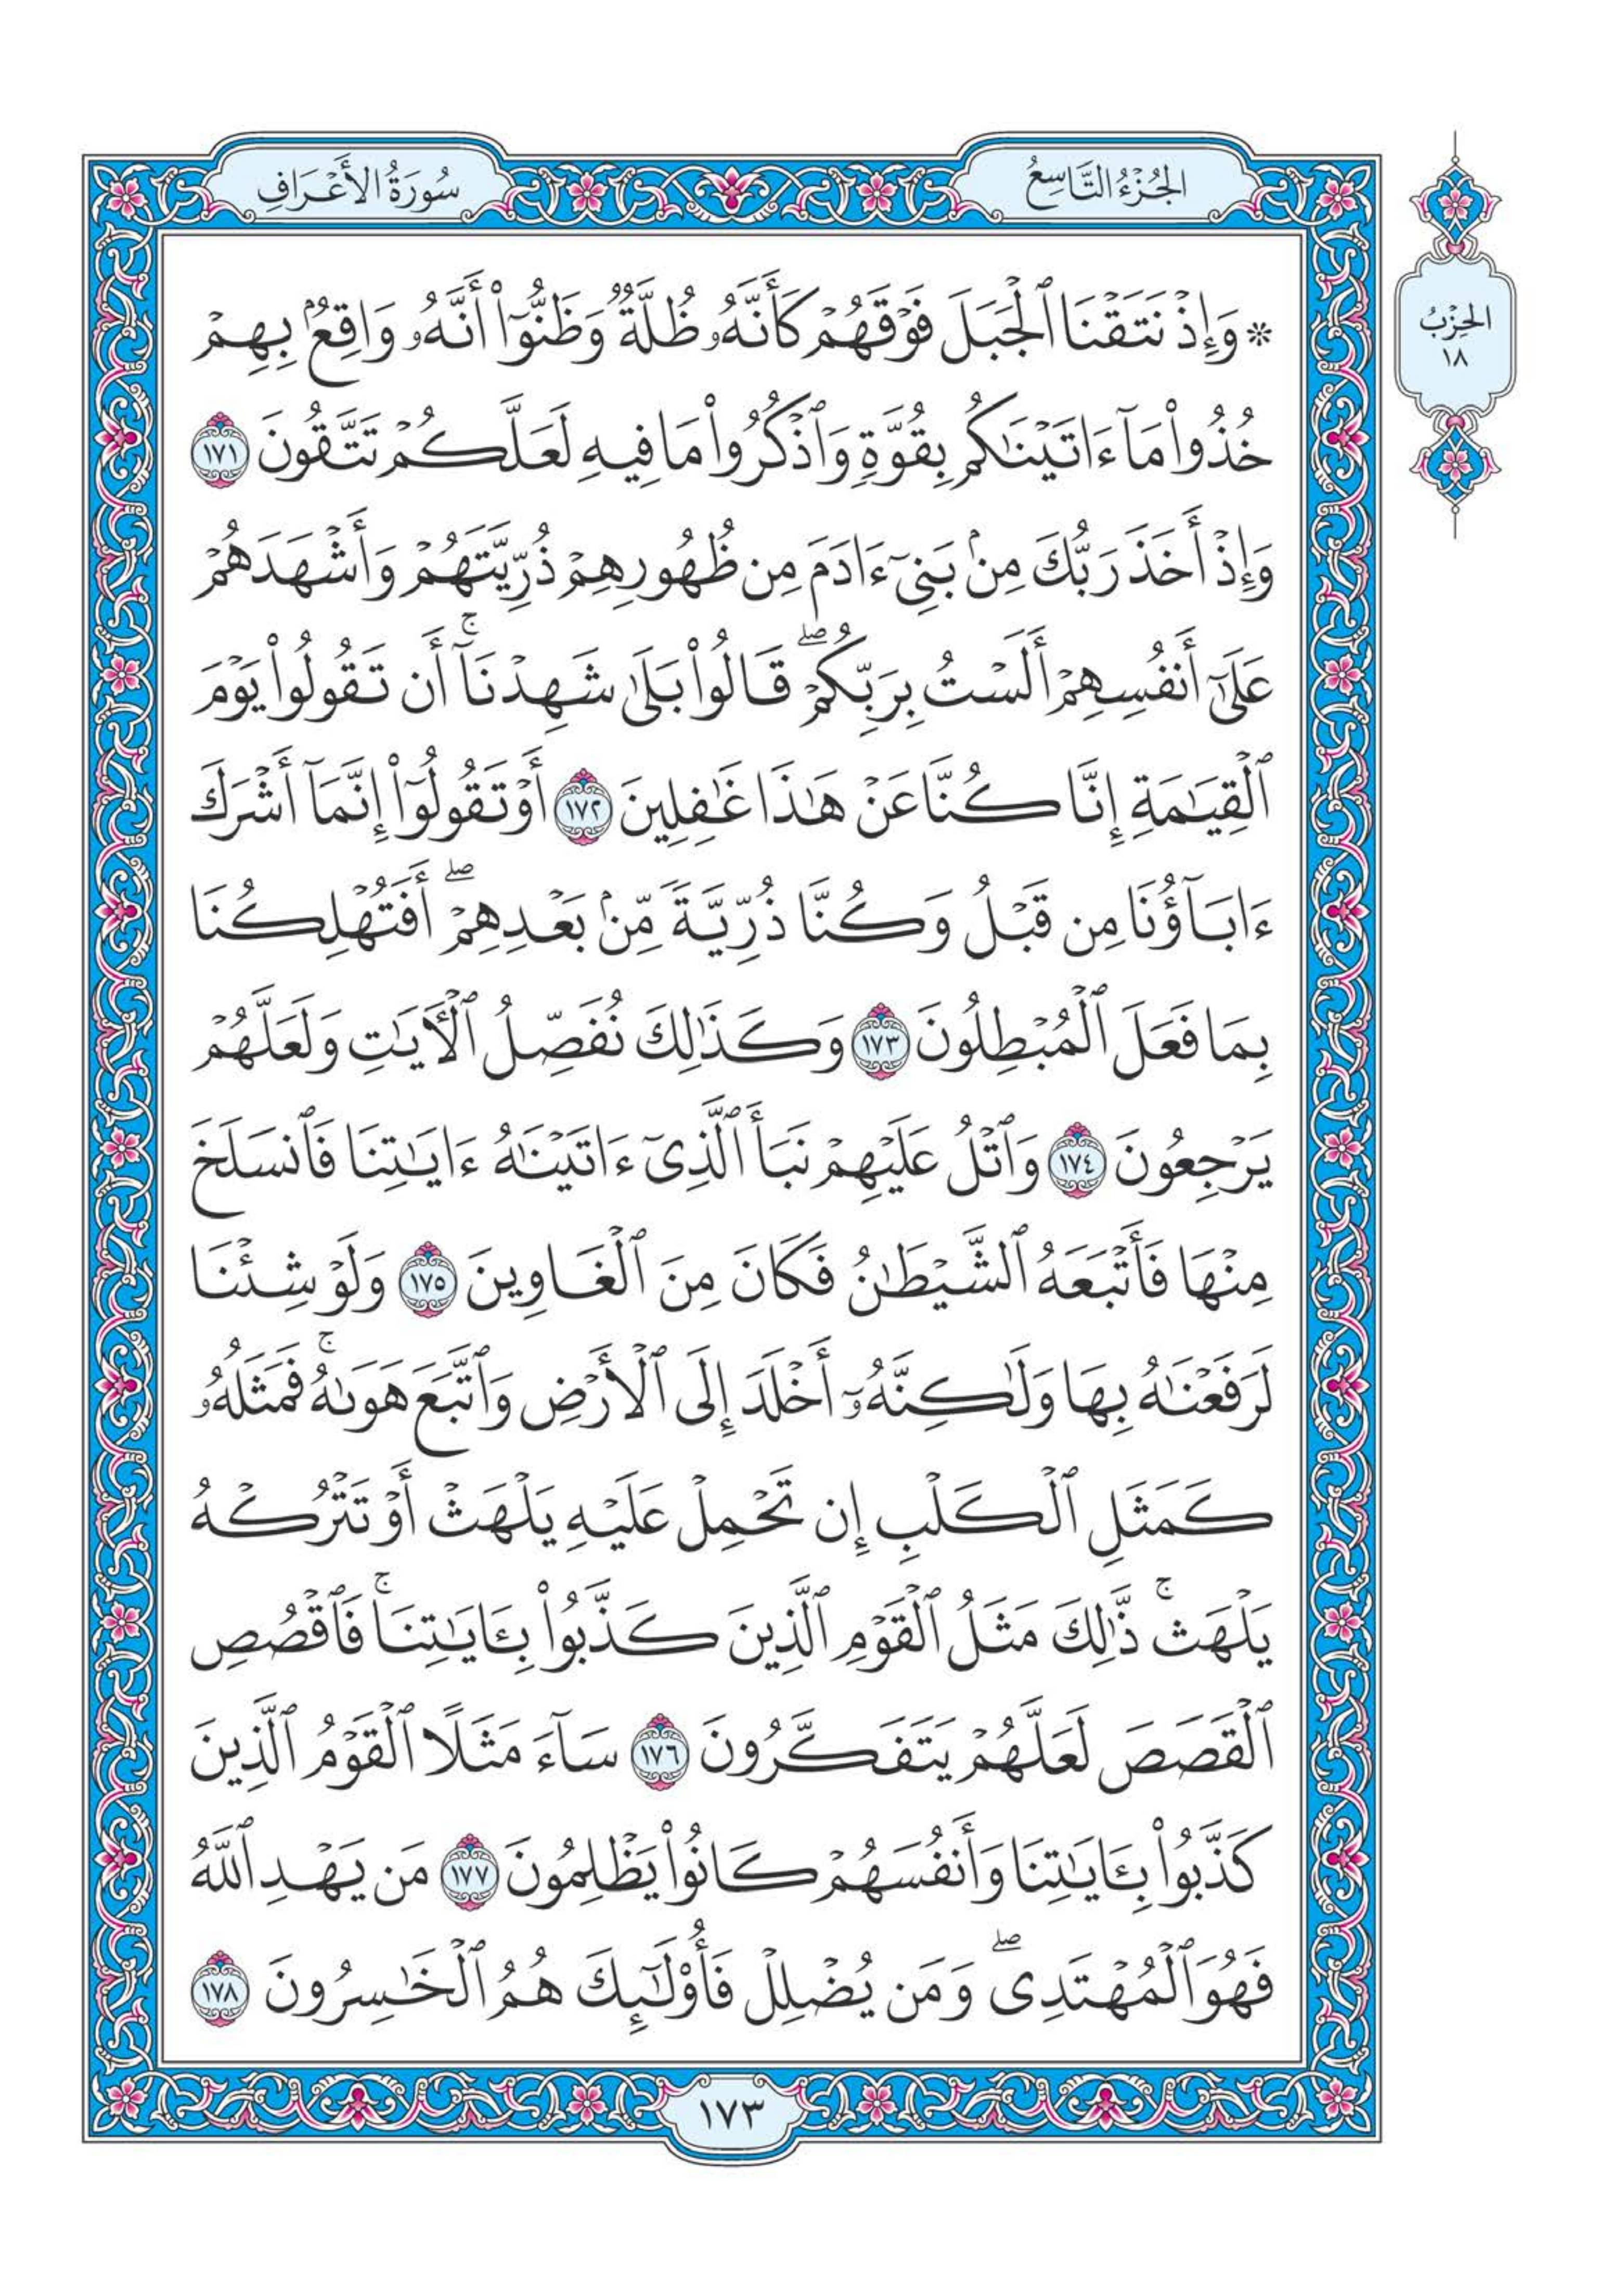 الجُزْءُ التَّاسِعُ
سُورَةُ الأَعْرَافِ
الحِزْبُ
١٨
* وَإِذْ نَتَقْنَا ٱلْجَبَلَ فَوْقَهُمْ كَأَنَّهُۥ ظُلَّةٌ وَظَنُّوٓا۟ أَنَّهُۥ وَاقِعٌۢ بِهِمْ
خُذُوا۟ مَآ ءَاتَيْنَٰكُم بِقُوَّةٍ وَٱذْكُرُوا۟ مَا فِيهِ لَعَلَّكُمْ تَتَّقُونَ ١٧١
وَإِذْ أَخَذَ رَبُّكَ مِنۢ بَنِىٓ ءَادَمَ مِن ظُهُورِهِمْ ذُرِّيَّتَهُمْ وَأَشْهَدَهُمْ
عَلَىٰٓ أَنفُسِهِمْ أَلَسْتُ بِرَبِّكُمْ ۖ قَالُوا۟ بَلَىٰ شَهِدْنَآ ۚ أَن تَقُولُوا۟ يَوْمَ
ٱلْقِيَٰمَةِ إِنَّا كُنَّا عَنْ هَٰذَا غَٰفِلِينَ ١٧٢ أَوْ تَقُولُوٓا۟ إِنَّمَآ أَشْرَكَ
ءَابَآؤُنَا مِن قَبْلُ وَكُنَّا ذُرِّيَّةً مِّنۢ بَعْدِهِمْ ۖ أَفَتُهْلِكُنَا
بِمَا فَعَلَ ٱلْمُبْطِلُونَ ١٧٣ وَكَذَٰلِكَ نُفَصِّلُ ٱلْءَايَٰتِ وَلَعَلَّهُمْ
يَرْجِعُونَ ١٧٤ وَٱتْلُ عَلَيْهِمْ نَبَأَ ٱلَّذِىٓ ءَاتَيْنَٰهُ ءَايَٰتِنَا فَٱنسَلَخَ
مِنْهَا فَأَتْبَعَهُ ٱلشَّيْطَٰنُ فَكَانَ مِنَ ٱلْغَاوِينَ ١٧٥ وَلَوْ شِئْنَا
لَرَفَعْنَٰهُ بِهَا وَلَٰكِنَّهُۥٓ أَخْلَدَ إِلَى ٱلْأَرْضِ وَٱتَّبَعَ هَوَىٰهُ ۚ فَمَثَلُهُۥ
كَمَثَلِ ٱلْكَلْبِ إِن تَحْمِلْ عَلَيْهِ يَلْهَثْ أَوْ تَتْرُكْهُ
يَلْهَث ۚ ذَّٰلِكَ مَثَلُ ٱلْقَوْمِ ٱلَّذِينَ كَذَّبُوا۟ بِـَٔايَٰتِنَا ۚ فَٱقْصُصِ
ٱلْقَصَصَ لَعَلَّهُمْ يَتَفَكَّرُونَ ١٧٦ سَآءَ مَثَلًا ٱلْقَوْمُ ٱلَّذِينَ
كَذَّبُوا۟ بِـَٔايَٰتِنَا وَأَنفُسَهُمْ كَانُوا۟ يَظْلِمُونَ ١٧٧ مَن يَهْدِ ٱللَّهُ
فَهُوَ ٱلْمُهْتَدِى ۖ وَمَن يُضْلِلْ فَأُو۟لَٰٓئِكَ هُمُ ٱلْخَٰسِرُونَ ١٧٨
١٧٣